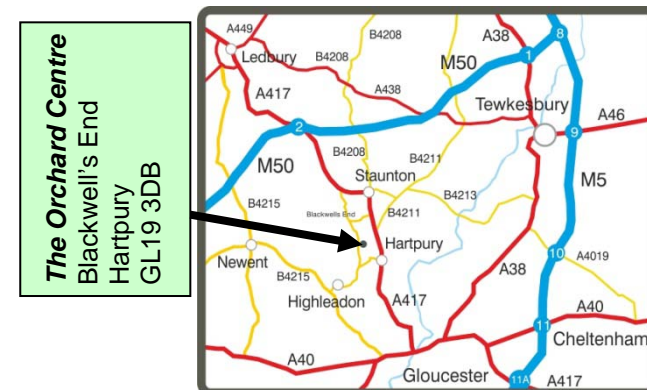 The Orchard Centre
Blackwell's End
Hartpury
GL19 3DB
A449
B4208
B4208
A38
8
Ledbury
M50
1
A417
A438
Tewkesbury
A46
2
9
B4208
B4211
M50
Staunton
M5
B4215
B4213
Blackwells End
B4211
Hartpury
10
A4019
Newent
B4215
A38
Highleadon
A417
A40
11
Cheltenham
A40
Gloucester
11A
A417